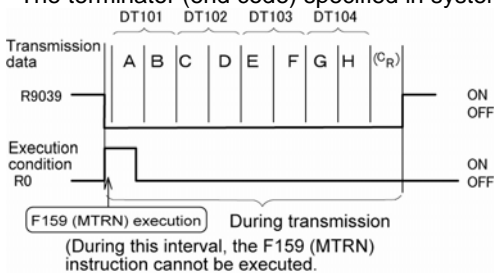 The terminator (end code) specified in system
DT101 DT102 DT103 DT104
Transmission
data
A B C D E F G H (CR)
R9039
ON
OFF
Execution
condition
R0
ON
OFF
F159 (MTRN) execution During transmission
(During this interval, the F159 (MTRN)
instruction cannot be executed.